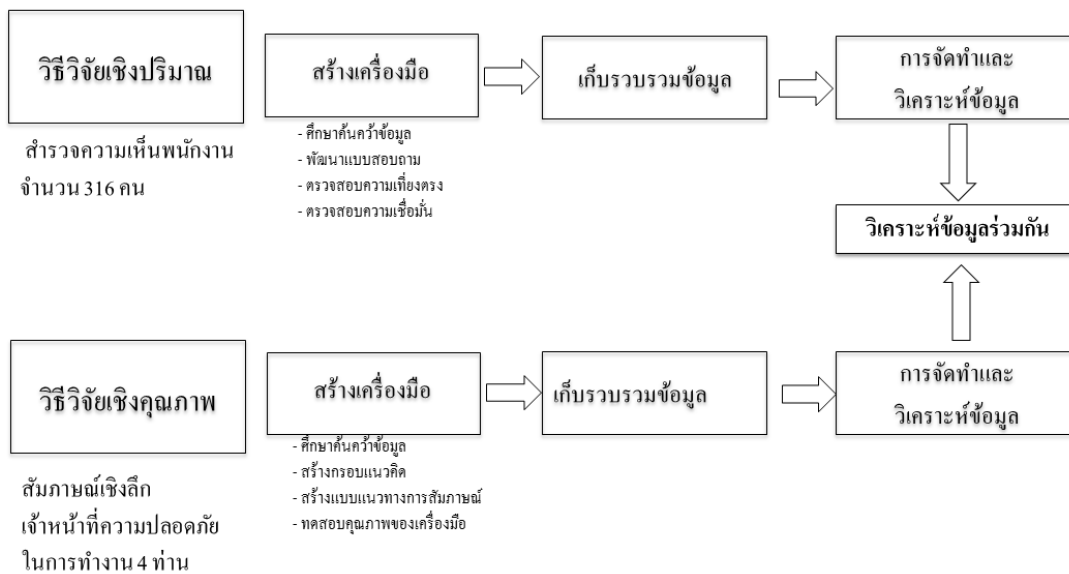 วิธีวิจัยเชิงปริมาณ
สำรวจความเห็นพนักงาน
จำนวน 316 คน
สร้างเครื่องมือ
- ศึกษาค้นคว้าข้อมูล
- พัฒนาแบบสอบถาม
- ตรวจสอบความเที่ยงตรง
- ตรวจสอบความเชื่อมั่น
เก็บรวบรวมข้อมูล
การจัดทำและ
วิเคราะห์ข้อมูล
วิเคราะห์ข้อมูลร่วมกัน
วิธีวิจัยเชิงคุณภาพ
สัมภาษณ์เชิงลึก
เจ้าหน้าที่ความปลอดภัย
ในการทำงาน 4 ท่าน
สร้างเครื่องมือ
- ศึกษาค้นคว้าข้อมูล
- สร้างกรอบแนวคิด
- สร้างแบบแนวทางการสัมภาษณ์
- ทดสอบคุณภาพของเครื่องมือ
เก็บรวบรวมข้อมูล
การจัดทำและ
วิเคราะห์ข้อมูล